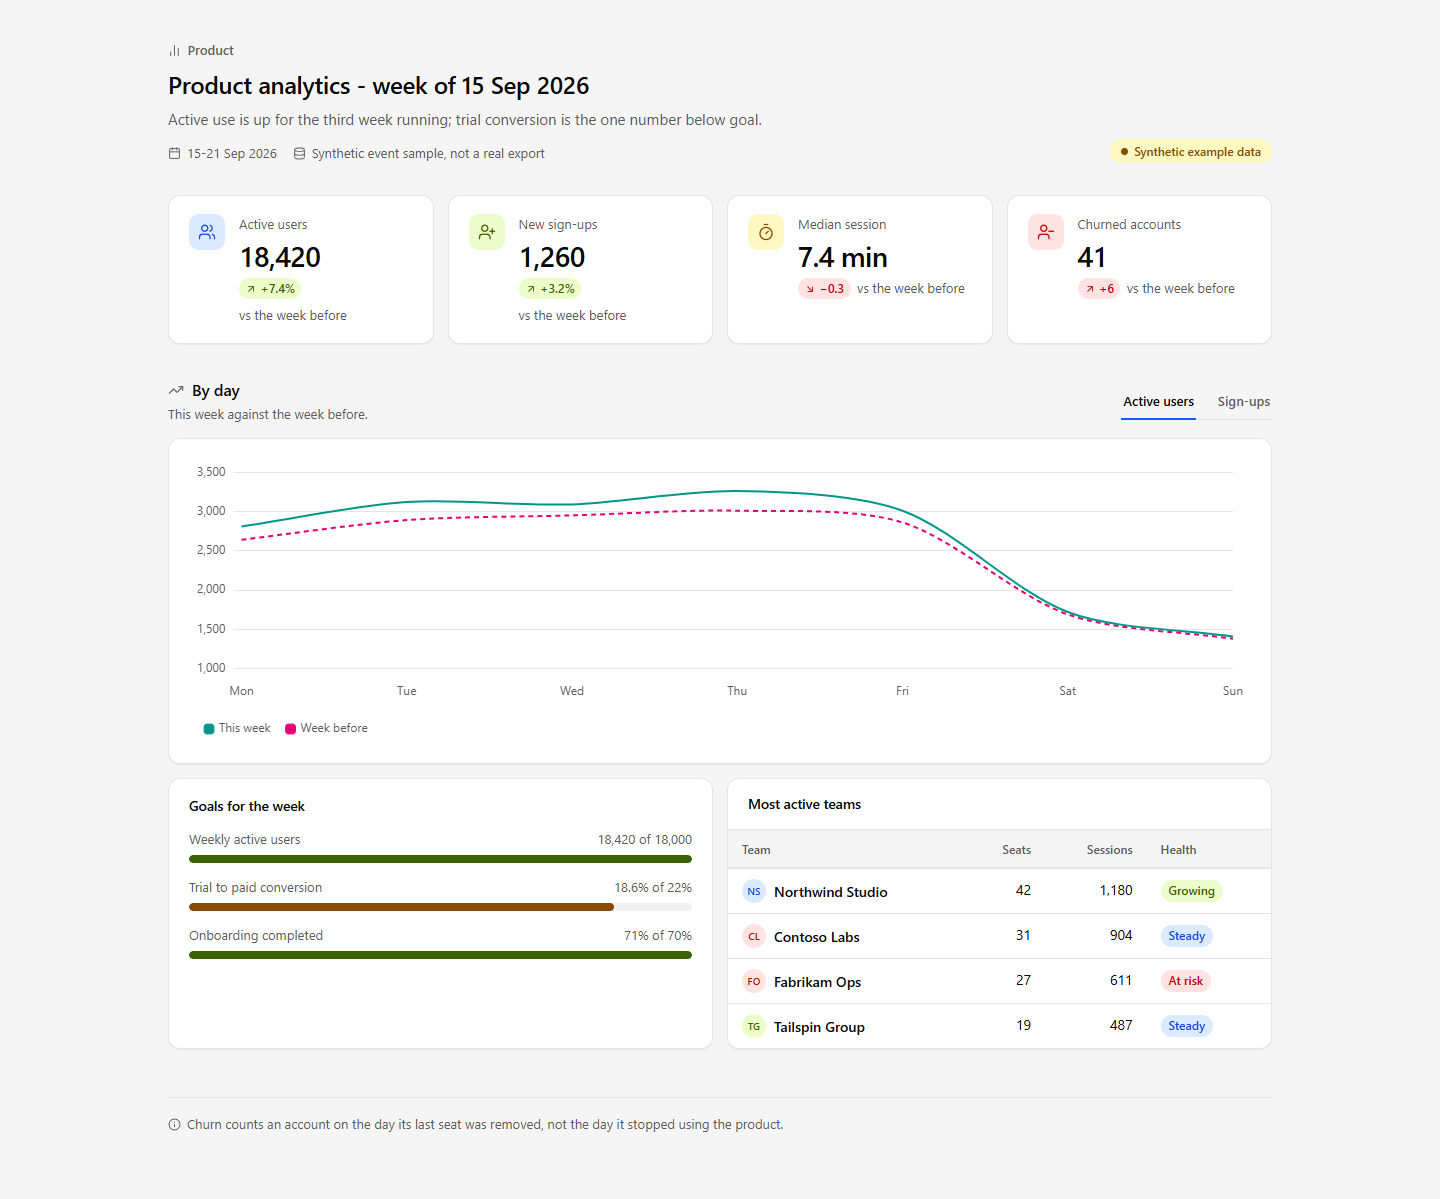 Product
Product analytics - week of 15 Sep 2026
Active use is up for the third week running; trial conversion is the one number below goal.
15-21 Sep 2026
Synthetic event sample, not a real export
Synthetic example data
Active users
18,420
+7.4%
vs the week before
New sign-ups
1,260
+3.2%
vs the week before
Median session
7.4 min
−0.3 vs the week before
Churned accounts
41
+6 vs the week before
By day
This week against the week before.
Active users
Sign-ups
3,500
3,000
2,500
2,000
1,500
1,000
Mon Tue Wed Thu Fri Sat Sun
This week
Week before
Goals for the week
Weekly active users 18,420 of 18,000
Trial to paid conversion 18.6% of 22%
Onboarding completed 71% of 70%
Most active teams
Team Seats Sessions Health
NS Northwind Studio 42 1,180 Growing
CL Contoso Labs 31 904 Steady
FO Fabrikam Ops 27 611 At risk
TG Tailspin Group 19 487 Steady
Churn counts an account on the day its last seat was removed, not the day it stopped using the product.